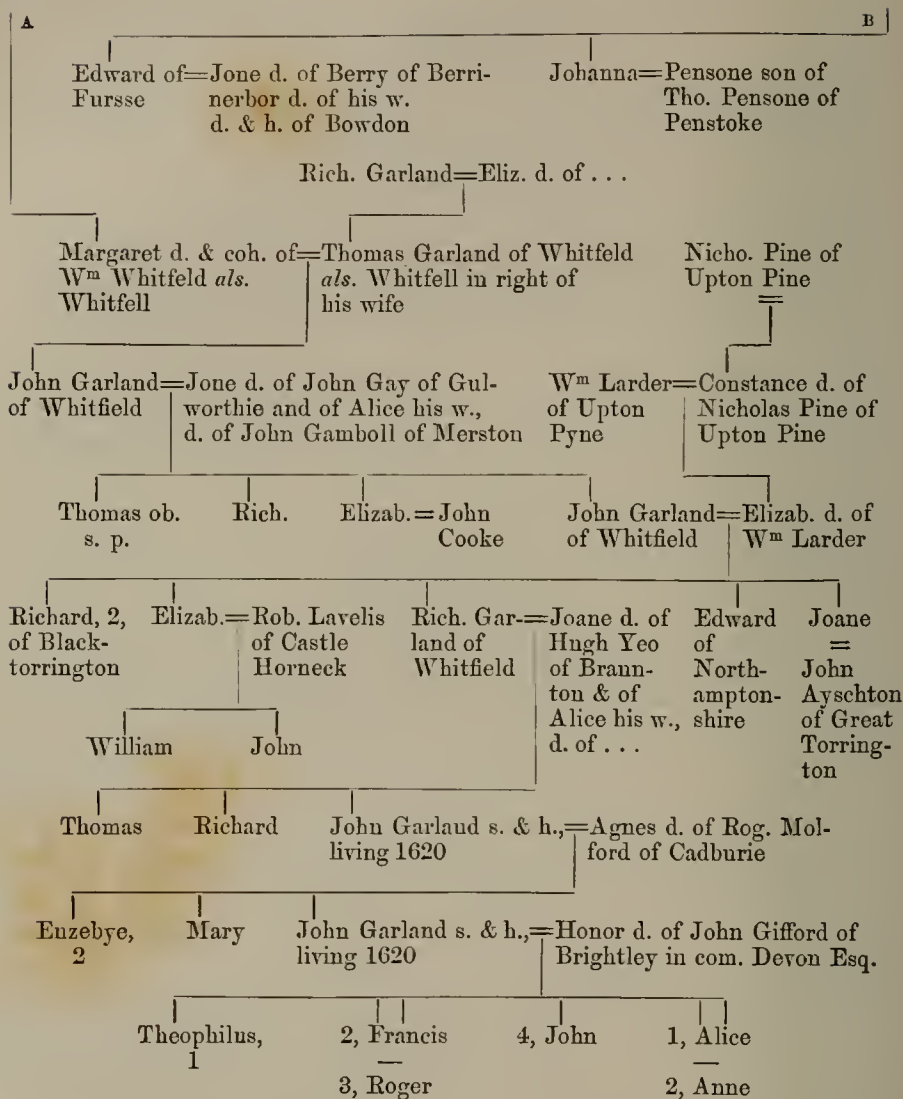 A B
Edward of=Jone d. of Berry of Berri-
Fursse nerbor d. of his w.
d. & h. of Bowdon
Johanna=Pensone son of
Tho. Pensone of
Penstoke
Rich. Garland=Eliz. d. of . . .
Margaret d. & coh. of=Thomas Garland of Whitfeld
Wm Whitfeld als. als. Whitfell in right of
Whitfell his wife
Nicho. Pine of
Upton Pine
=
John Garland=Jone d. of John Gay of Gul-
of Whitfield worthie and of Alice his w.,
d. of John Gamboll of Merston
Wm Larder=Constance d. of
of Upton Nicholas Pine of
Pyne Upton Pine
Thomas ob.
s. p.
Rich.
Elizab.=John
Cooke
John Garland=Elizab. d. of
of Whitfield Wm Larder
Richard, 2,
of Black-
torrington
Elizab.=Rob. Lavelis
of Castle
Horneck
Rich. Gar-=Joane d. of
land of Hugh Yeo
Whitfield of Braun-
ton & of
Alice his w.,
d. of . . .
Edward
of
North-
ampton-
shire
Joane
=
John
Ayschton
of Great
Torring-
ton
William John
Thomas Richard
John Garland s. & h.,=Agnes d. of Rog. Mol-
living 1620 ford of Cadburie
Euzebye,
2
Mary
John Garland s. & h.,=Honor d. of John Gifford of
living 1620 Brightley in com. Devon Esq.
Theophilus,
1
2, Francis
—
3, Roger
4, John
1, Alice
—
2, Anne